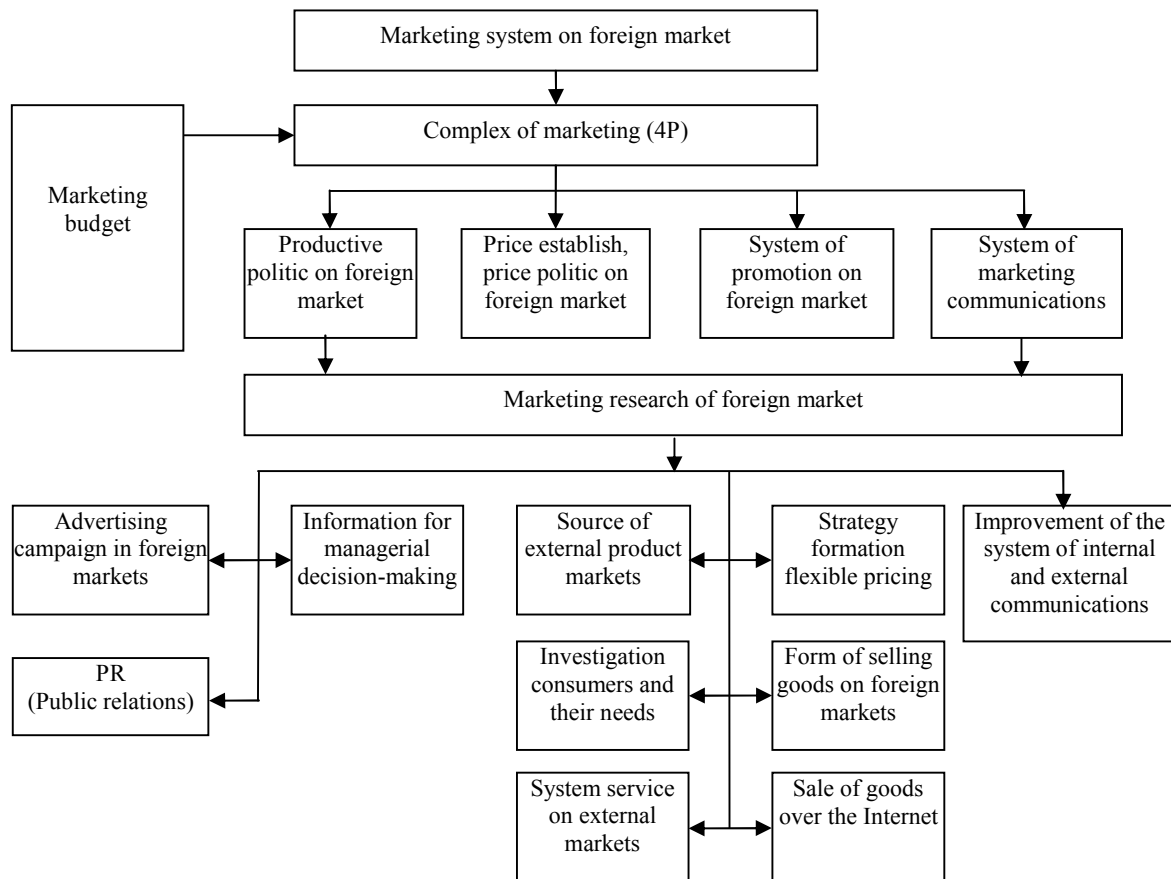 Marketing system on foreign market
Complex of marketing (4P)
Marketing
budget
Productive
politic on foreign
market
Price establish,
price politic on
foreign market
System of
promotion on
foreign market
System of
marketing
communications
Marketing research of foreign market
Advertising
campaign in foreign
markets
Information for
managerial
decision-making
Source of
external product
markets
Strategy
formation
flexible pricing
Improvement of the
system of internal
and external
communications
PR
(Public relations)
Investigation
consumers and
their needs
Form of selling
goods on foreign
markets
System service
on external
markets
Sale of goods
over the Internet